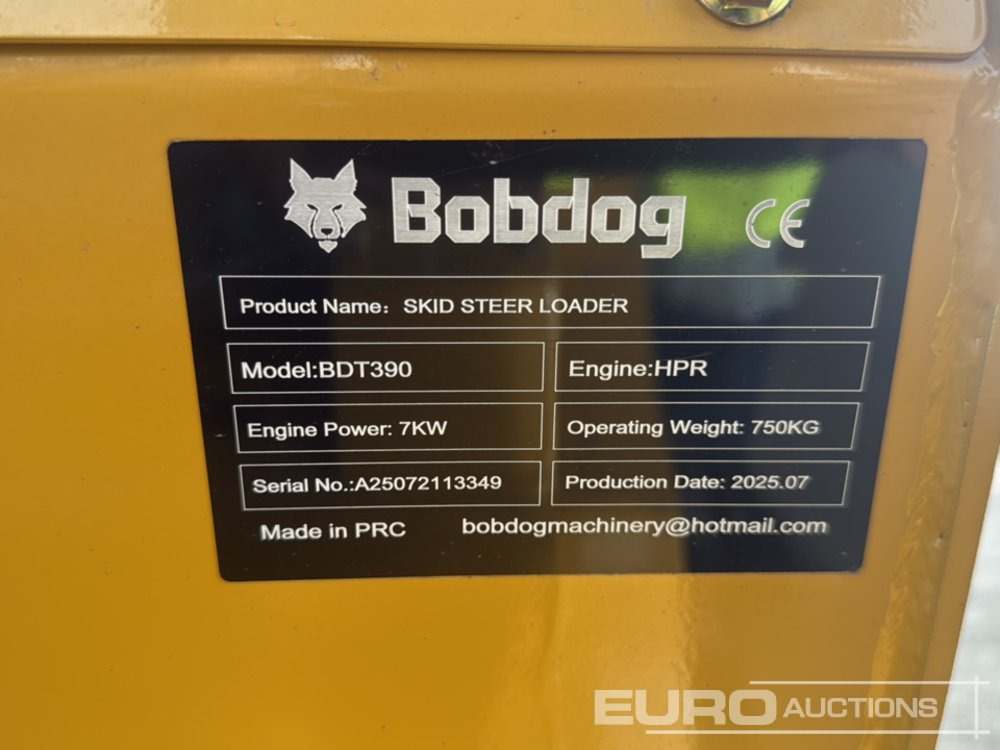 Bobdog CE
Product Name: SKID STEER LOADER
Model:BDT390 Engine:HPR
Engine Power: 7KW Operating Weight: 750KG
Serial No.:A25072113349 Production Date: 2025.07
Made in PRC bobdogmachinery@hotmail.com
EURO AUCTIONS